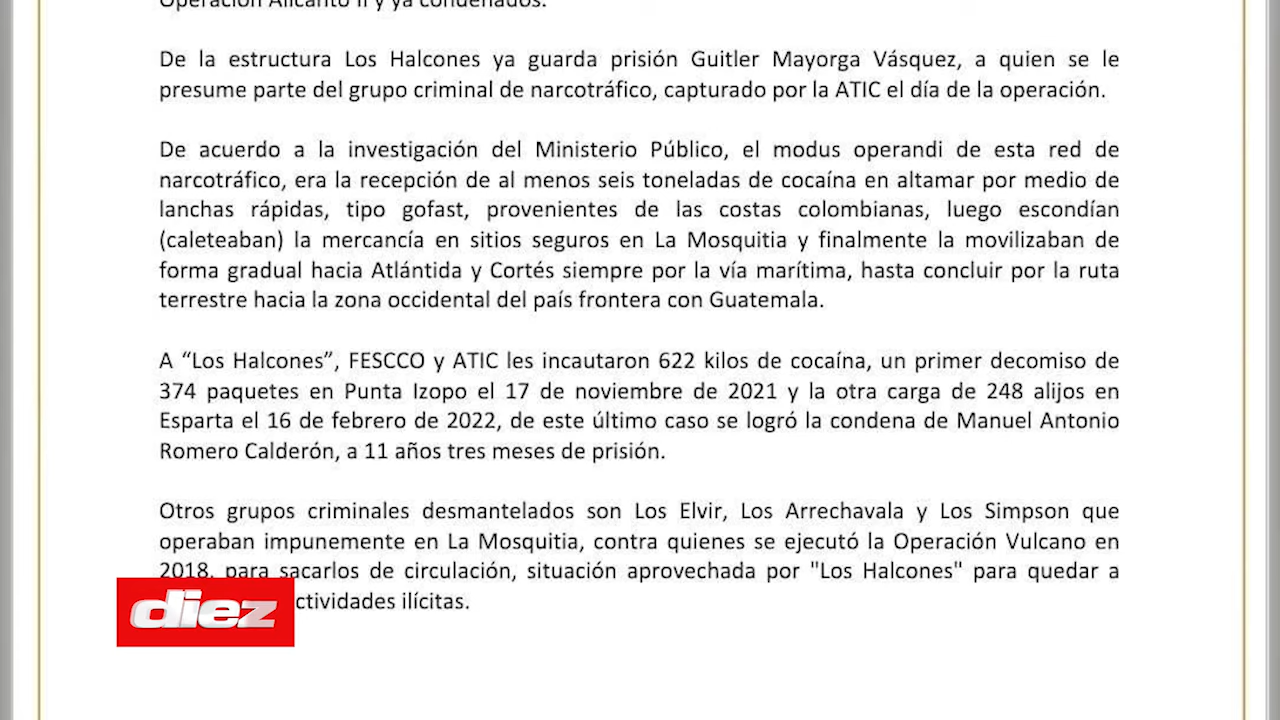 Operación Alicanto II y ya condenados.
De la estructura Los Halcones ya guarda prisión Guitler Mayorga Vásquez, a quien se le
presume parte del grupo criminal de narcotráfico, capturado por la ATIC el día de la operación.
De acuerdo a la investigación del Ministerio Público, el modus operandi de esta red de
narcotráfico, era la recepción de al menos seis toneladas de cocaína en altamar por medio de
lanchas rápidas, tipo gofast, provenientes de las costas colombianas, luego escondían
(caleteaban) la mercancía en sitios seguros en La Mosquitia y finalmente la movilizaban de
forma gradual hacia Atlántida y Cortés siempre por la vía marítima, hasta concluir por la ruta
terrestre hacia la zona occidental del país frontera con Guatemala.
A “Los Halcones”, FESCCO y ATIC les incautaron 622 kilos de cocaína, un primer decomiso de
374 paquetes en Punta Izopo el 17 de noviembre de 2021 y la otra carga de 248 alijos en
Esparta el 16 de febrero de 2022, de este último caso se logró la condena de Manuel Antonio
Romero Calderón, a 11 años tres meses de prisión.
Otros grupos criminales desmantelados son Los Elvir, Los Arrechavala y Los Simpson que
operaban impunemente en La Mosquitia, contra quienes se ejecutó la Operación Vulcano en
2018, para sacarlos de circulación, situación aprovechada por "Los Halcones" para quedar a
ctividades ilícitas.
diez